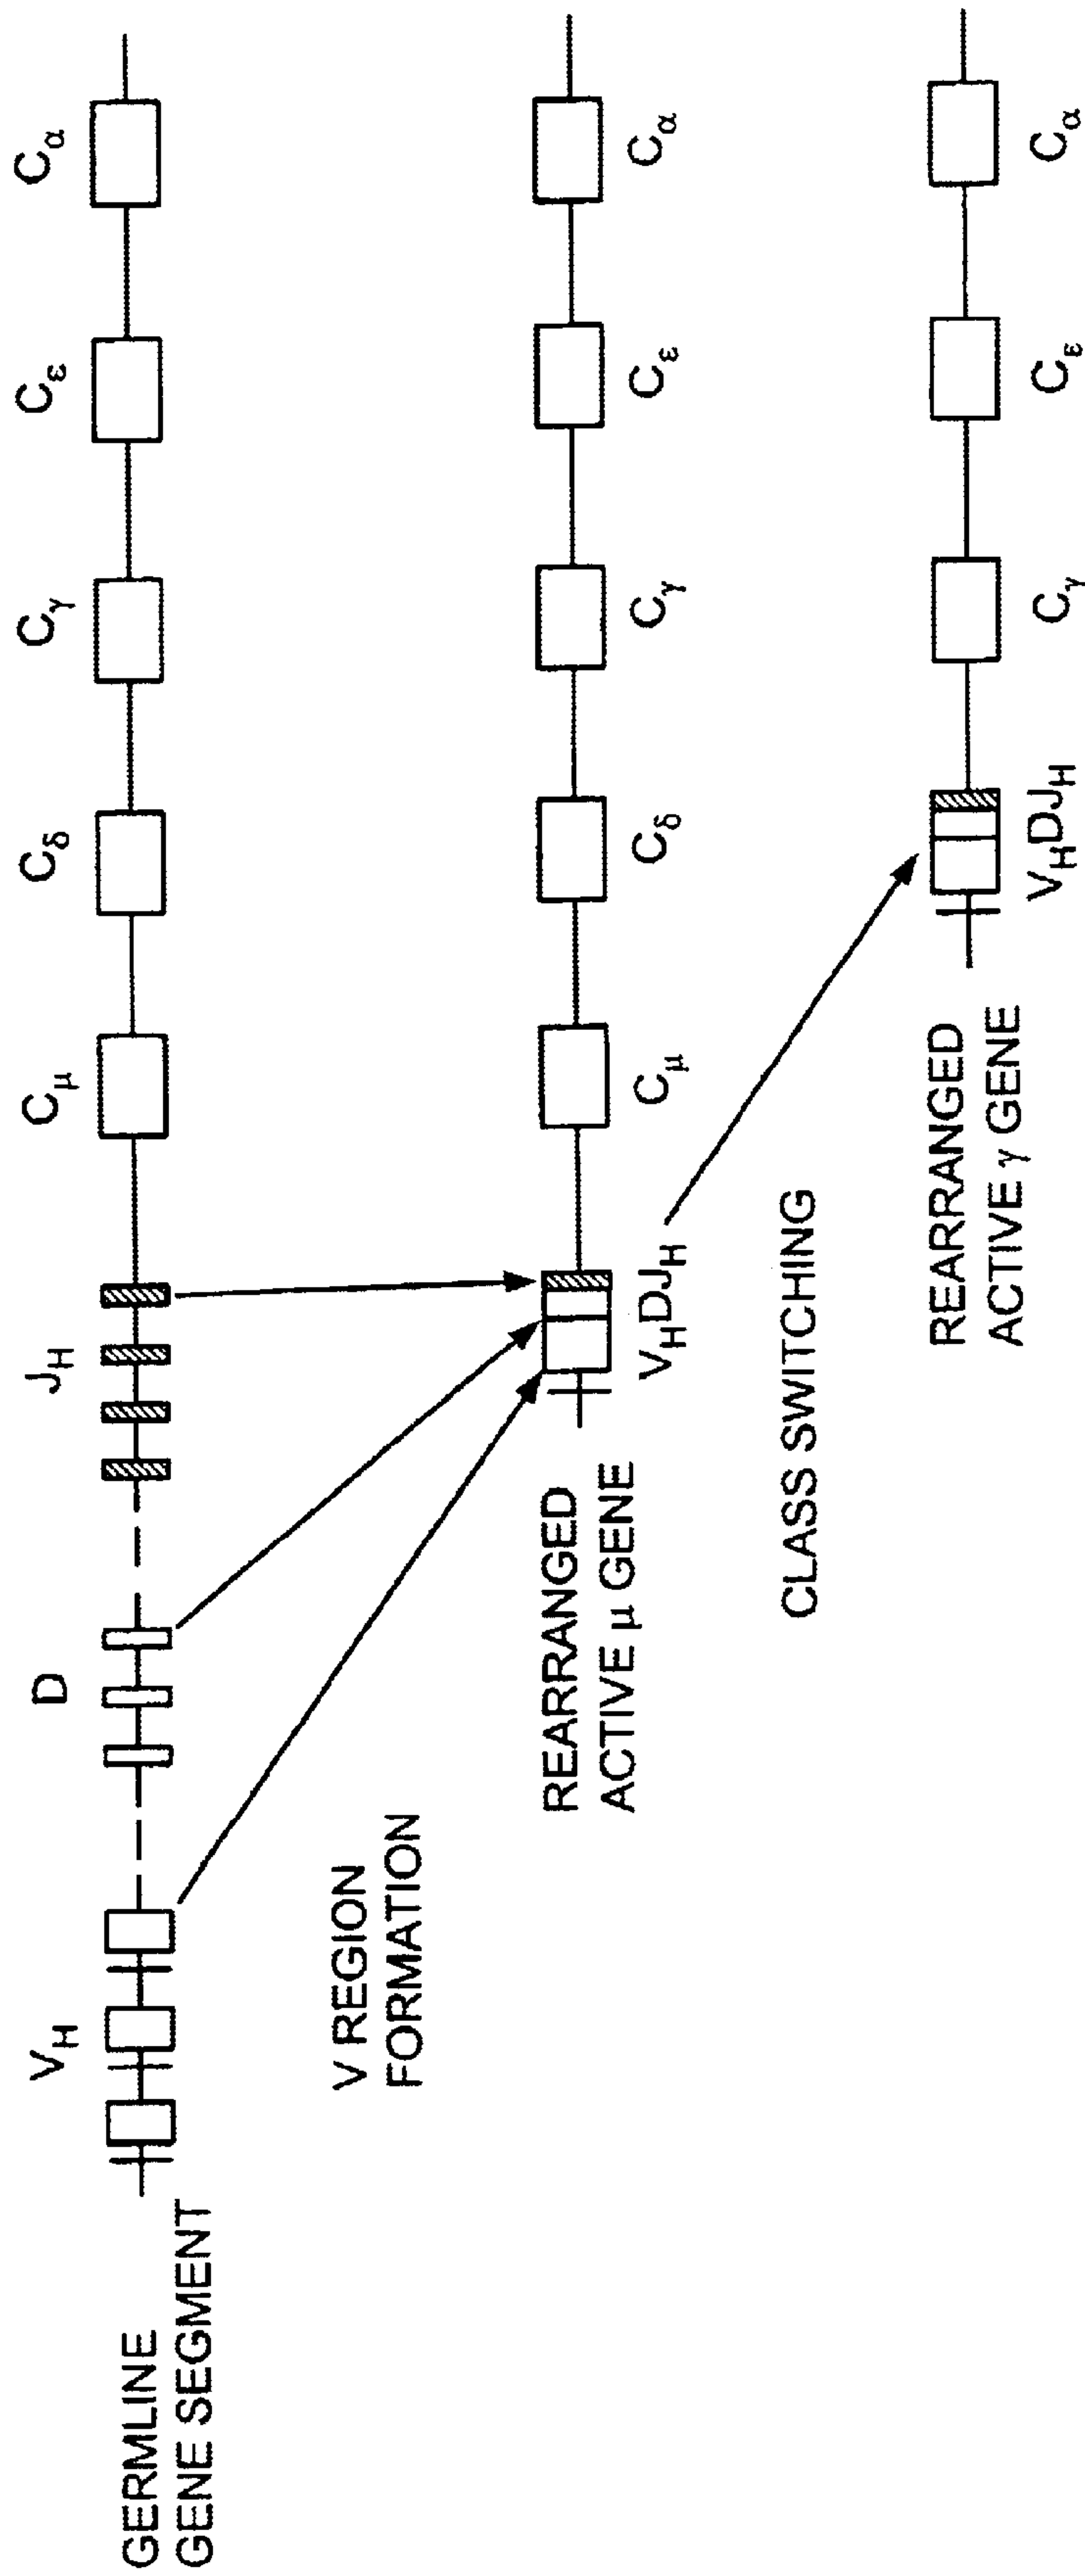 GERMLINE
GENE SEGMENT
V_H D J_H C_μ C_δ C_γ C_ε C_α
V REGION
FORMATION
REARRANGED
ACTIVE μ GENE
V_HDJ_H C_μ C_δ C_γ C_ε C_α
CLASS SWITCHING
REARRANGED
ACTIVE γ GENE
V_HDJ_H C_γ C_ε C_α